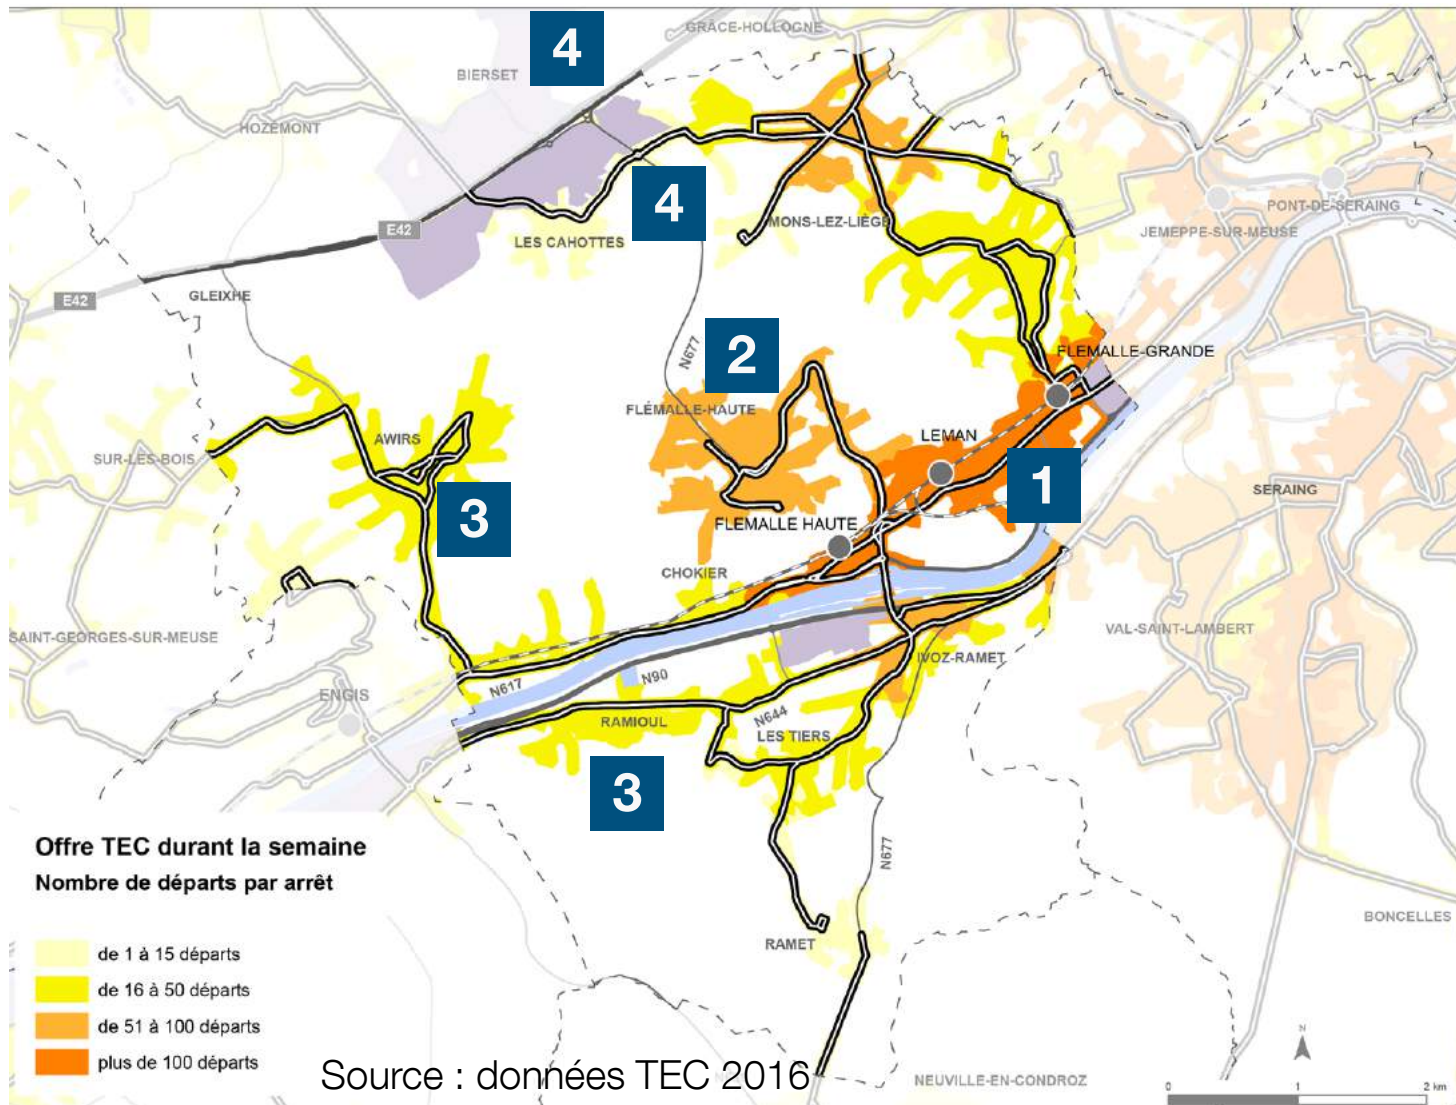 4
GRÂCE-HOLLOGNE
BIERSET
HOZÉMONT
4
PONT-DE-SERAING
MONS-LEZ-LIÈGE
JEMEPPE-SUR-MEUSE
E42
LES CAHOTTES
E42
GLEIXHE
2
N677
FLEMALLE-GRANDE
FLÉMALLE-HAUTE
AWIRS
LEMAN
SUR-LES-BOIS
1
SERAING
3
FLEMALLE HAUTE
CHOKIER
SAINT-GEORGES-SUR-MEUSE
VAL-SAINT-LAMBERT
IVOZ-RAMET
N90
N617
ENGIS
RAMIOUL
N644
LES TIERS
3
N677
Offre TEC durant la semaine
Nombre de départs par arrêt
BONCELLES
RAMET
de 1 à 15 départs
de 16 à 50 départs
de 51 à 100 départs
plus de 100 départs
N
Source : données TEC 2016
NEUVILLE-EN-CONDROZ
0 1 2 km